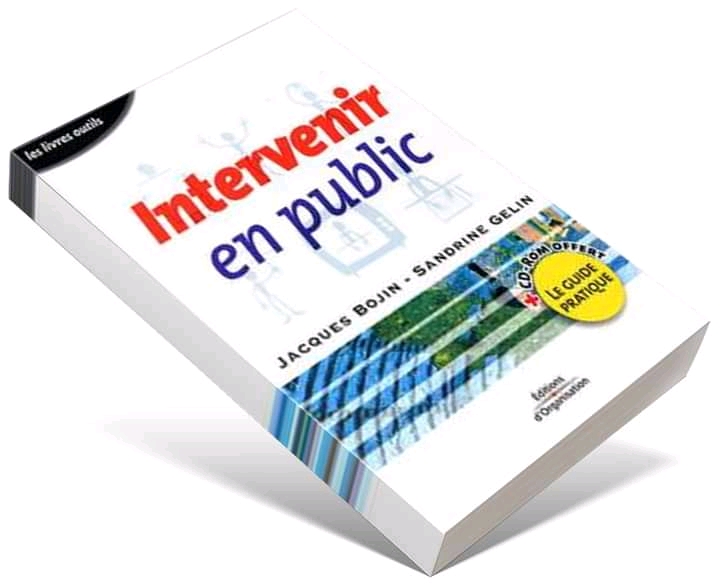 les livres outils
Intervenir
en public
JACQUES BOJIN - SANDRINE GELIN
+ CD-ROM OFFERT
LE GUIDE
PRATIQUE
Éditions
d'Organisation